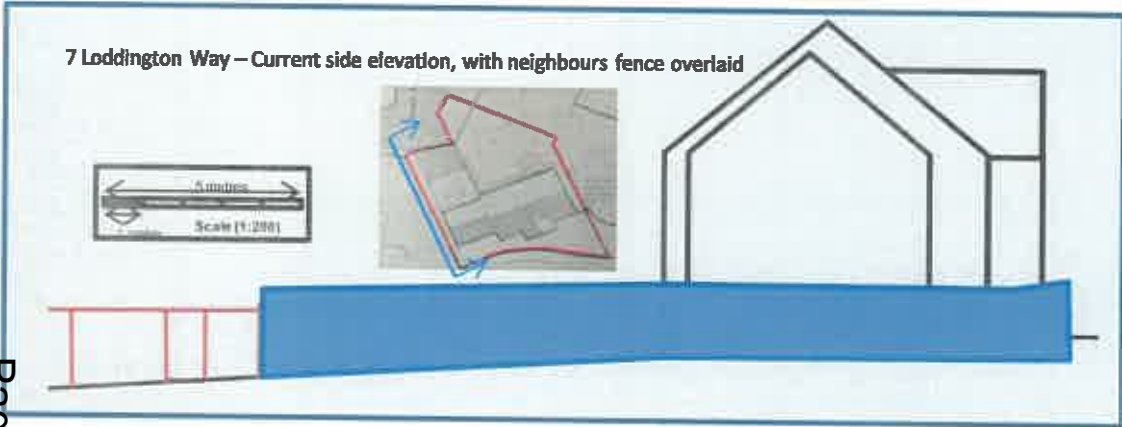 7 Loddington Way – Current side elevation, with neighbours fence overlaid
5 metres
Scale (1:200)